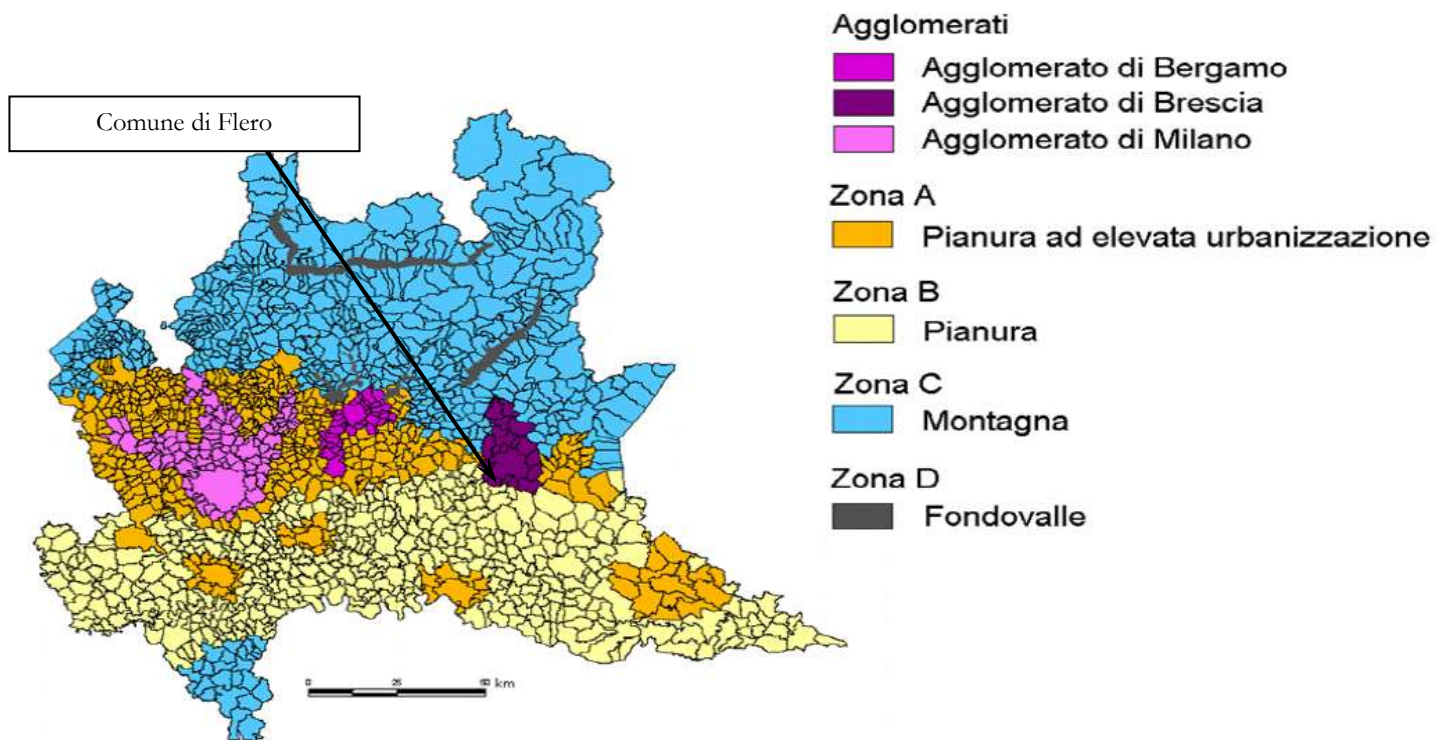 Comune di Flero
Agglomerati
Agglomerato di Bergamo
Agglomerato di Brescia
Agglomerato di Milano
Zona A
Pianura ad elevata urbanizzazione
Zona B
Pianura
Zona C
Montagna
Zona D
Fondovalle
0 25 50 km